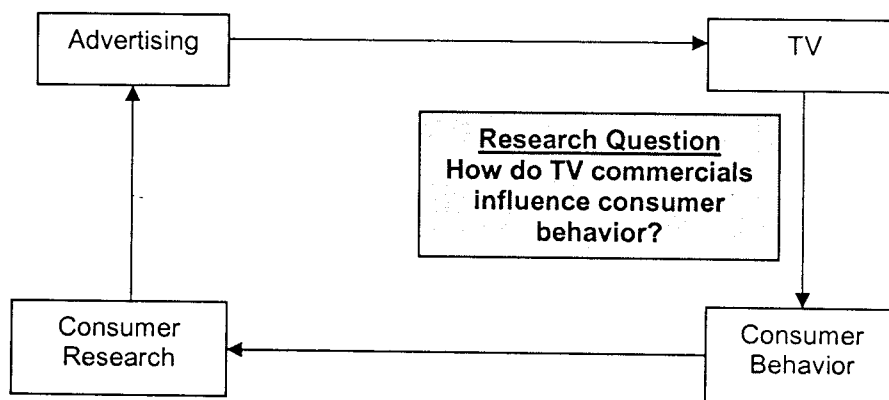 Advertising
TV
Research Question
How do TV commercials
influence consumer
behavior?
Consumer
Research
Consumer
Behavior